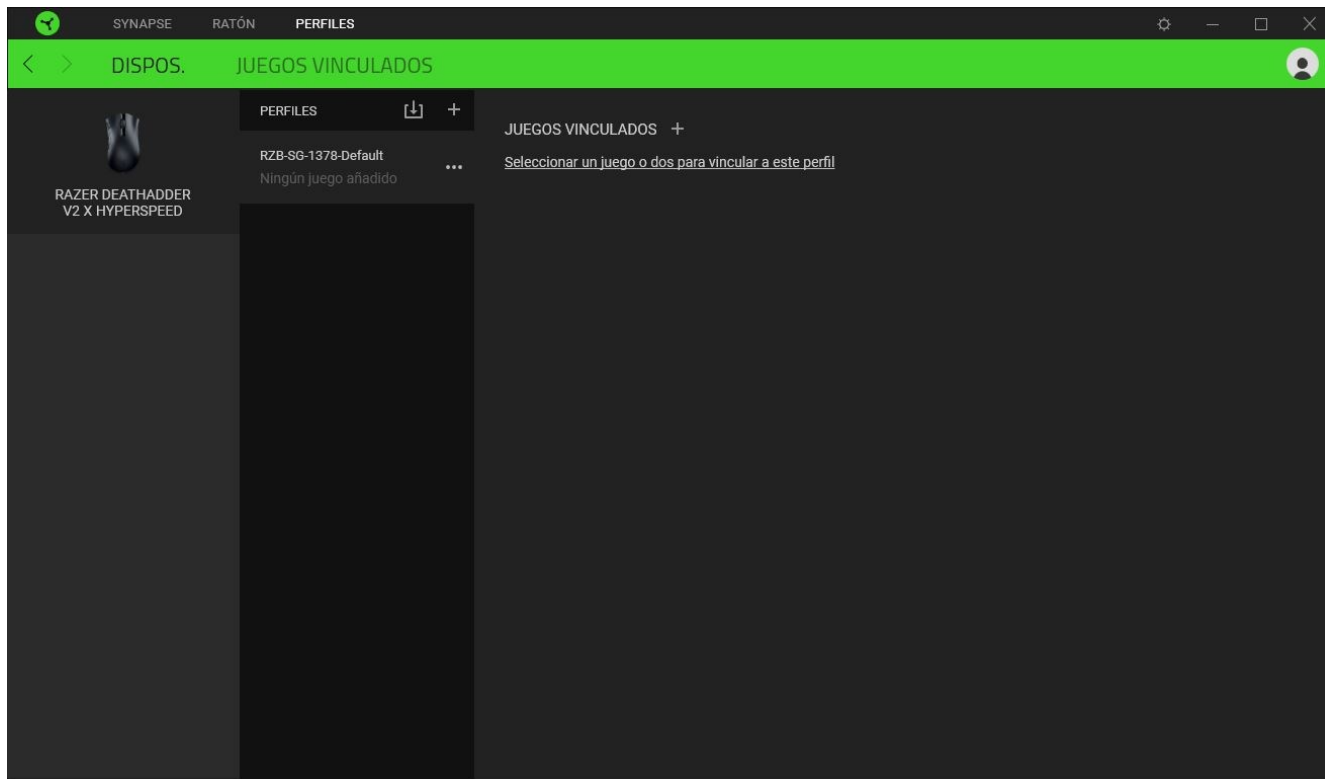 SYNAPSE RATÓN PERFILES
DISPOS. JUEGOS VINCULADOS
RAZER DEATHADDER
V2 X HYPERSPEED
PERFILES
RZB-SG-1378-Default
Ningún juego añadido
JUEGOS VINCULADOS
Seleccionar un juego o dos para vincular a este perfil